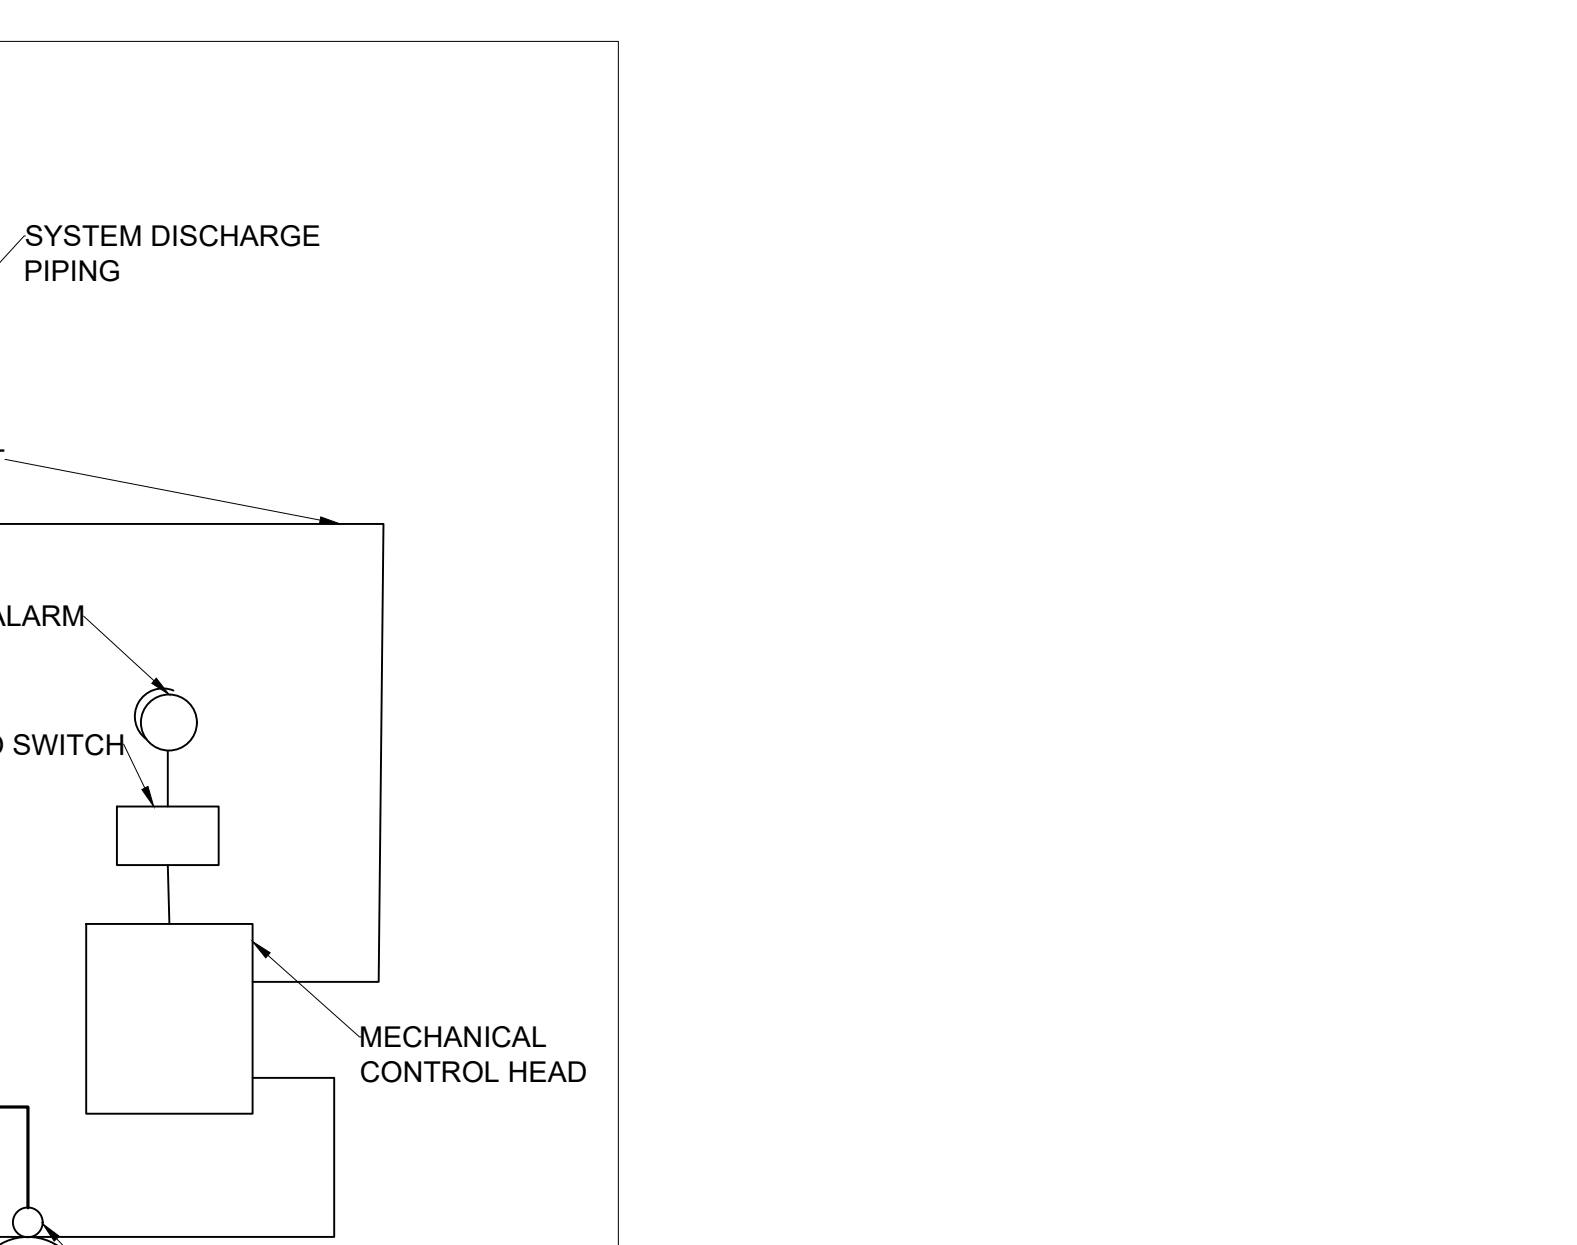 SYSTEM DISCHARGE
PIPING
ALARM
SWITCH
MECHANICAL
CONTROL HEAD